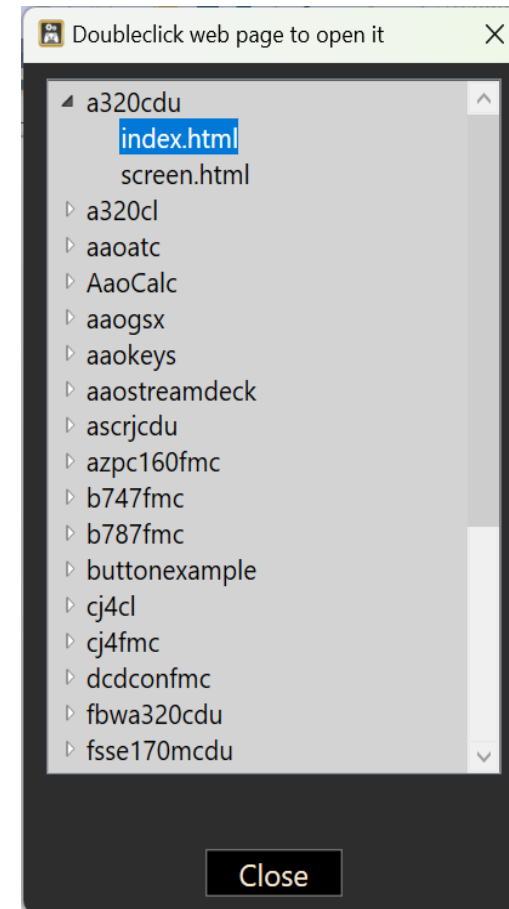 Doubleclick web page to open it
a320cdu
index.html
screen.html
a320cl
aaoatc
AaoCalc
aaogsx
aaokeys
aaostreamdeck
ascrjcdu
azpc160fmc
b747fmc
b787fmc
buttonexample
cj4cl
cj4fmc
dcdconfmc
fbwa320cdu
fsse170mcdu
Close